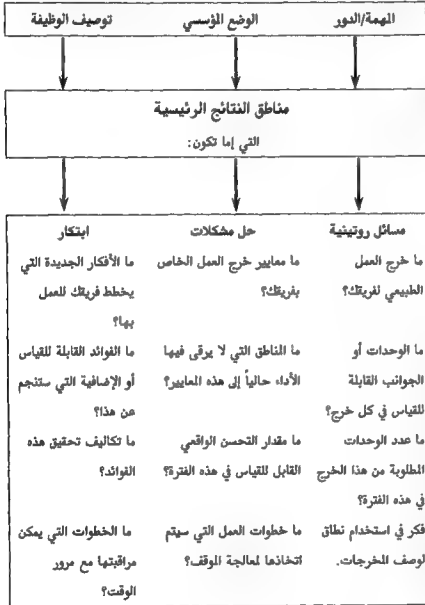 المهمة/الدور
الوضع المؤسسي
توصيف الوظيفة
مناطق النتائج الرئيسية
التي إما تكون:
مسائل روتينية
ما خرج العمل
الطبيعي لفريقك؟
ما الوحدات أو
الجوانب القابلة
للقياس في كل خرج؟
ما عدد الوحدات
المطلوبة من هذا الخرج
في هذه الفترة؟
فكر في استخدام نطاق
لوصف المخرجات.
حل مشكلات
ما معايير خرج العمل الخاص
بفريقك؟
ما المناطق التي لا يرقى فيها
الأداء حالياً إلى هذه المعايير؟
ما مقدار التحسن الواقعي
القابل للقياس في هذه الفترة؟
ما خطوات العمل التي سيتم
اتخاذها لمعالجة الموقف؟
ابتكار
ما الأفكار الجديدة التي
يخطط فريقك للعمل
بها؟
ما الفوائد القابلة للقياس
أو الإضافية التي ستنجم
عن هذا؟
ما تكاليف تحقيق هذه
الفوائد؟
ما الخطوات التي يمكن
مراقبتها مع مرور
الوقت؟